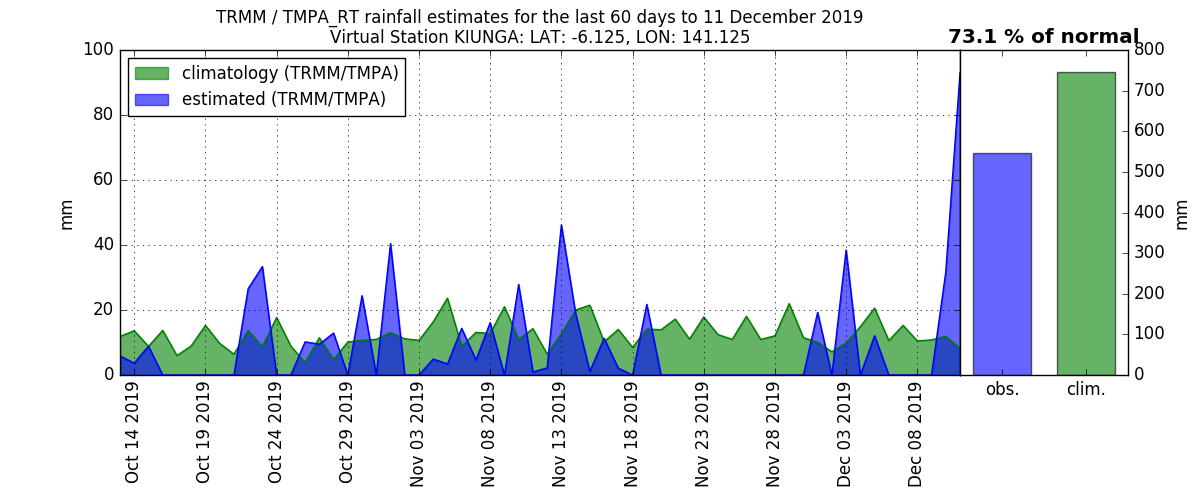 TRMM / TMPA_RT rainfall estimates for the last 60 days to 11 December 2019
Virtual Station KIUNGA: LAT: -6.125, LON: 141.125
73.1 % of normal
climatology (TRMM/TMPA)
estimated (TRMM/TMPA)
mm
100
80
60
40
20
0
Oct 14 2019
Oct 19 2019
Oct 24 2019
Oct 29 2019
Nov 03 2019
Nov 08 2019
Nov 13 2019
Nov 18 2019
Nov 23 2019
Nov 28 2019
Dec 03 2019
Dec 08 2019
obs.
clim.
800
700
600
500
400
300
200
100
0
mm